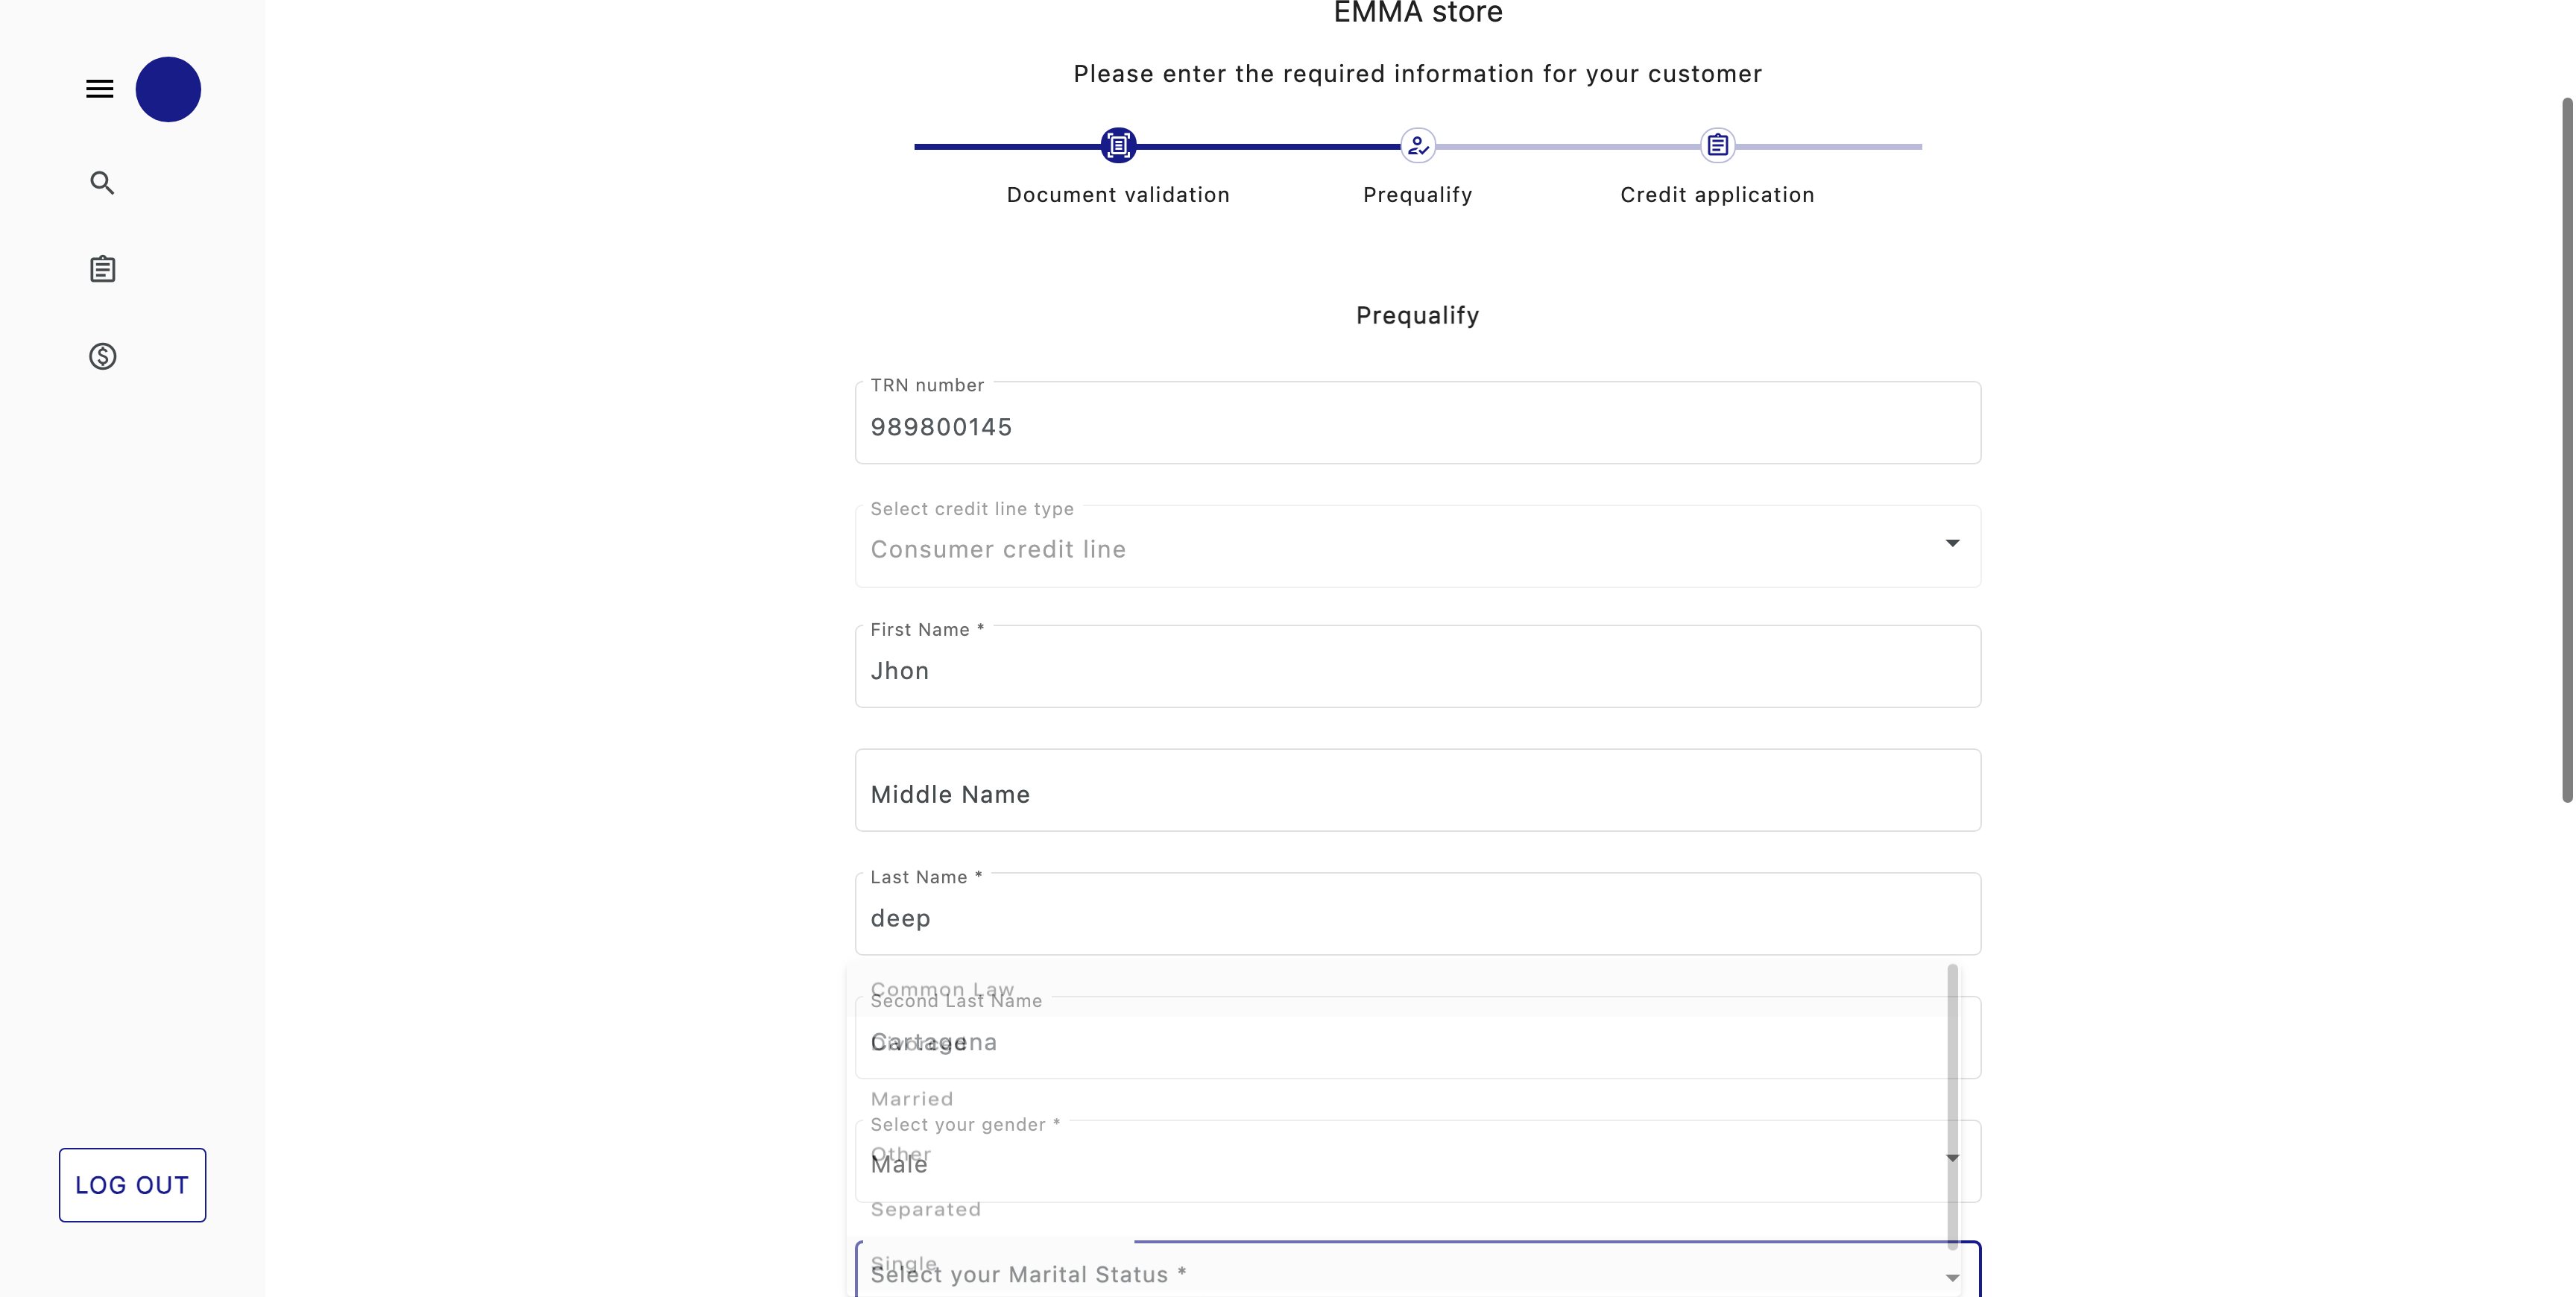 EMMA store
Please enter the required information for your customer
Document validation
Prequalify
Credit application
Prequalify
TRN number
989800145
Select credit line type
Consumer credit line
First Name *
Jhon
Middle Name
Last Name *
deep
Common Law
Second Last Name
Cartagena
Divorced
Married
Select your gender *
Other
Male
Separated
Single
Select your Marital Status *
LOG OUT